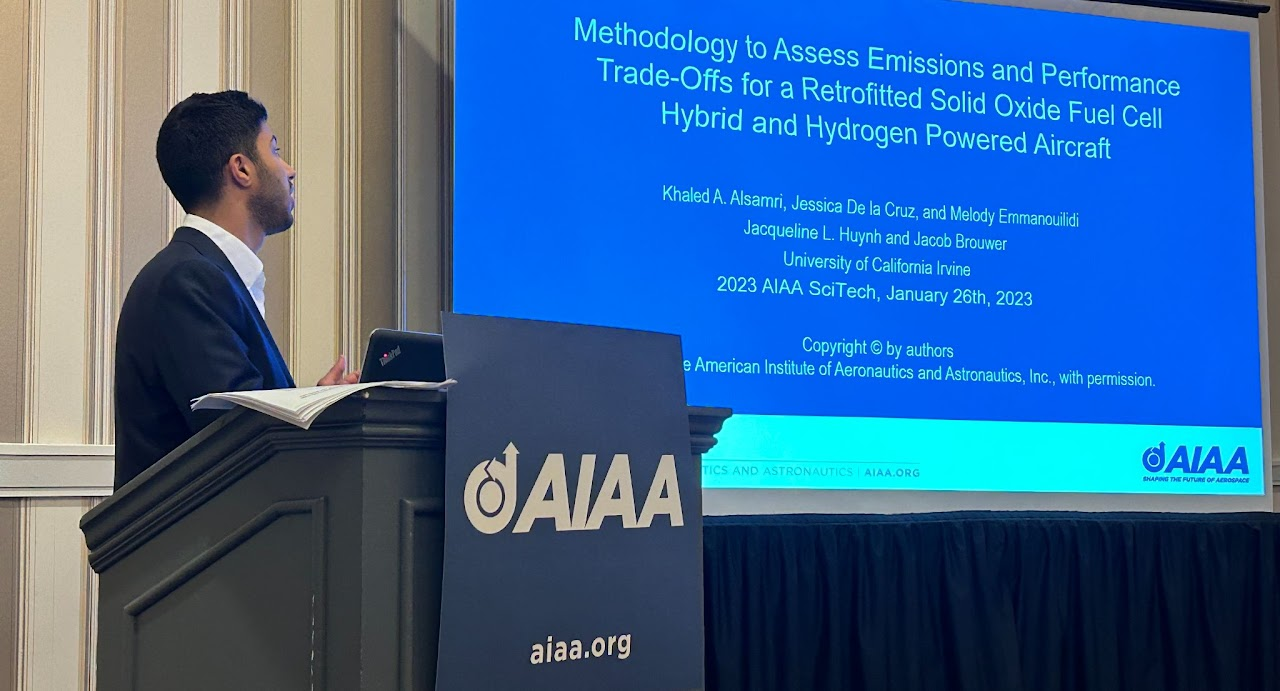 Methodology to Assess Emissions and Performance
Trade-Offs for a Retrofitted Solid Oxide Fuel Cell
Hybrid and Hydrogen Powered Aircraft
Khaled A. Alsamri, Jessica De la Cruz, and Melody Emmanouilidi
Jacqueline L. Huynh and Jacob Brouwer
University of California Irvine
2023 AIAA SciTech, January 26th, 2023
Copyright © by authors
American Institute of Aeronautics and Astronautics, Inc., with permission.
AND ASTRONAUTICS | AIAA.ORG
AIAA
SHAPING THE FUTURE OF AEROSPACE
ThinkPad
AIAA
aiaa.org